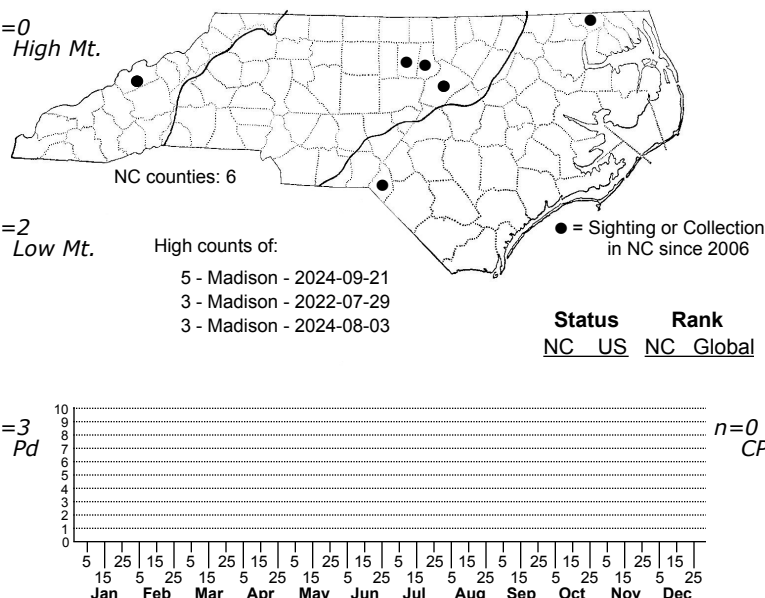 =0
High Mt.
NC counties: 6
=2
Low Mt.
High counts of:
5 - Madison - 2024-09-21
3 - Madison - 2022-07-29
3 - Madison - 2024-08-03
● = Sighting or Collection
in NC since 2006
Status Rank
NC US NC Global
=3
Pd
10
9
8
7
6
5
4
3
2
1
0
n=0
CP
5 25 15 5 25 15 5 25 15 5 25 15 5 25 15 5 25 15
15 5 25 15 5 25 15 5 25 15 5 25 15 5 25 15 5 25
Jan Feb Mar Apr May Jun Jul Aug Sep Oct Nov Dec